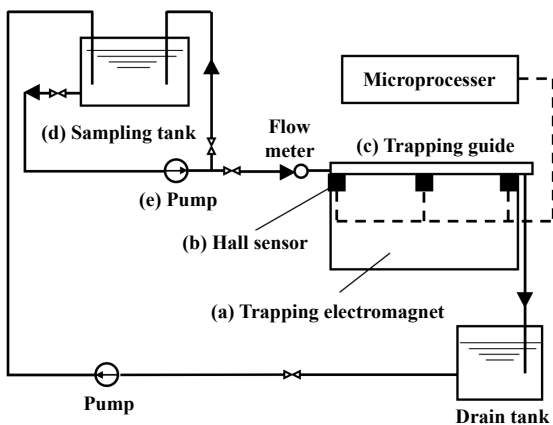 Microprocesser
(d) Sampling tank
Flow
meter
(c) Trapping guide
(e) Pump
(b) Hall sensor
(a) Trapping electromagnet
Pump
Drain tank